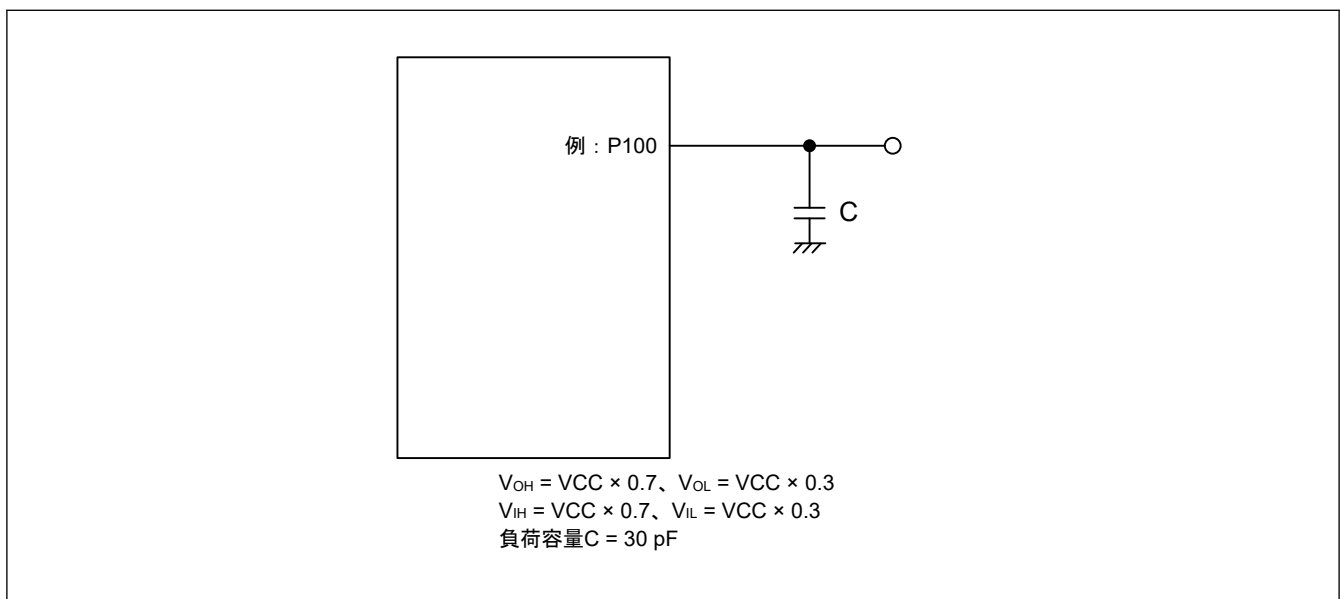 例：P100
C
VOH = VCC × 0.7、VOL = VCC × 0.3
VIH = VCC × 0.7、VIL = VCC × 0.3
負荷容量C = 30 pF